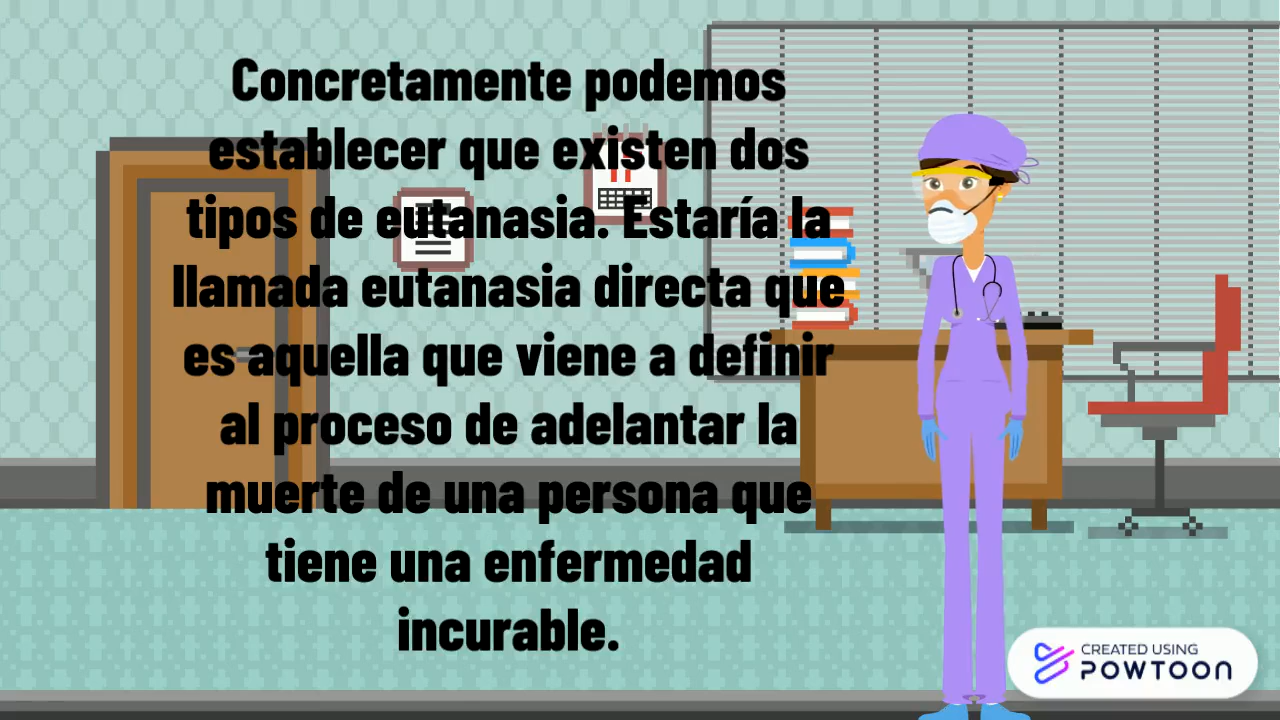 Concretamente podemos
establecer que existen dos
tipos de eutanasia. Estaría la
llamada eutanasia directa que
es aquella que viene a definir
al proceso de adelantar la
muerte de una persona que
tiene una enfermedad
incurable.
CREATED USING
POWTOON